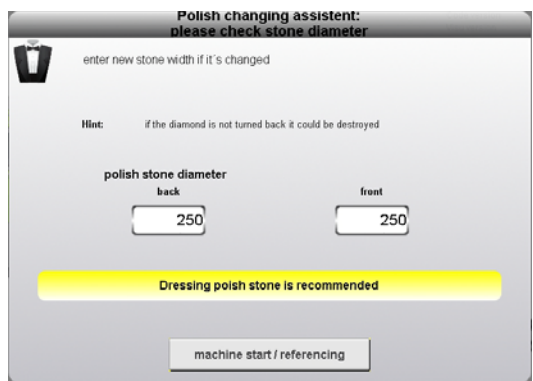 Polish changing assistent:
please check stone diameter
enter new stone width if it´s changed
Hint: if the diamond is not turned back it could be destroyed
polish stone diameter
back front
250 250
Dressing poish stone is recommended
machine start / referencing